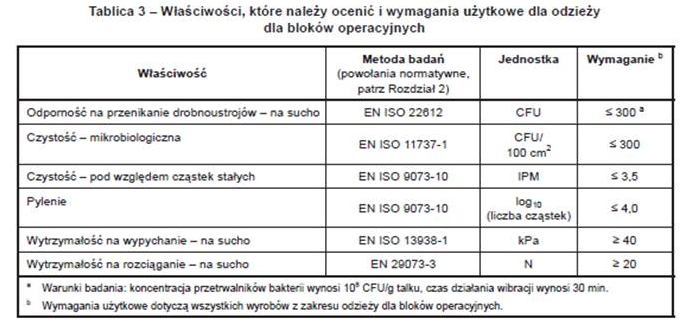 Tablica 3 – Właściwości, które należy ocenić i wymagania użytkowe dla odzieży
dla bloków operacyjnych
Właściwość
Metoda badań
(powołania normatywne,
patrz Rozdział 2)
Jednostka
Wymaganie ᵇ
Odporność na przenikanie drobnoustrojów – na sucho EN ISO 22612 CFU ≤ 300 ᵃ
Czystość – mikrobiologiczna EN ISO 11737-1 CFU/
100 cm² ≤ 300
Czystość – pod względem cząstek stałych EN ISO 9073-10 IPM ≤ 3,5
Pylenie EN ISO 9073-10 log₁₀
(liczba cząstek) ≤ 4,0
Wytrzymałość na wypychanie – na sucho EN ISO 13938-1 kPa ≥ 40
Wytrzymałość na rozciąganie – na sucho EN 29073-3 N ≥ 20
ᵃ Warunki badania: koncentracja przetrwalników bakterii wynosi 10⁸ CFU/g talku, czas działania wibracji wynosi 30 min.
ᵇ Wymagania użytkowe dotyczą wszystkich wyrobów z zakresu odzieży dla bloków operacyjnych.